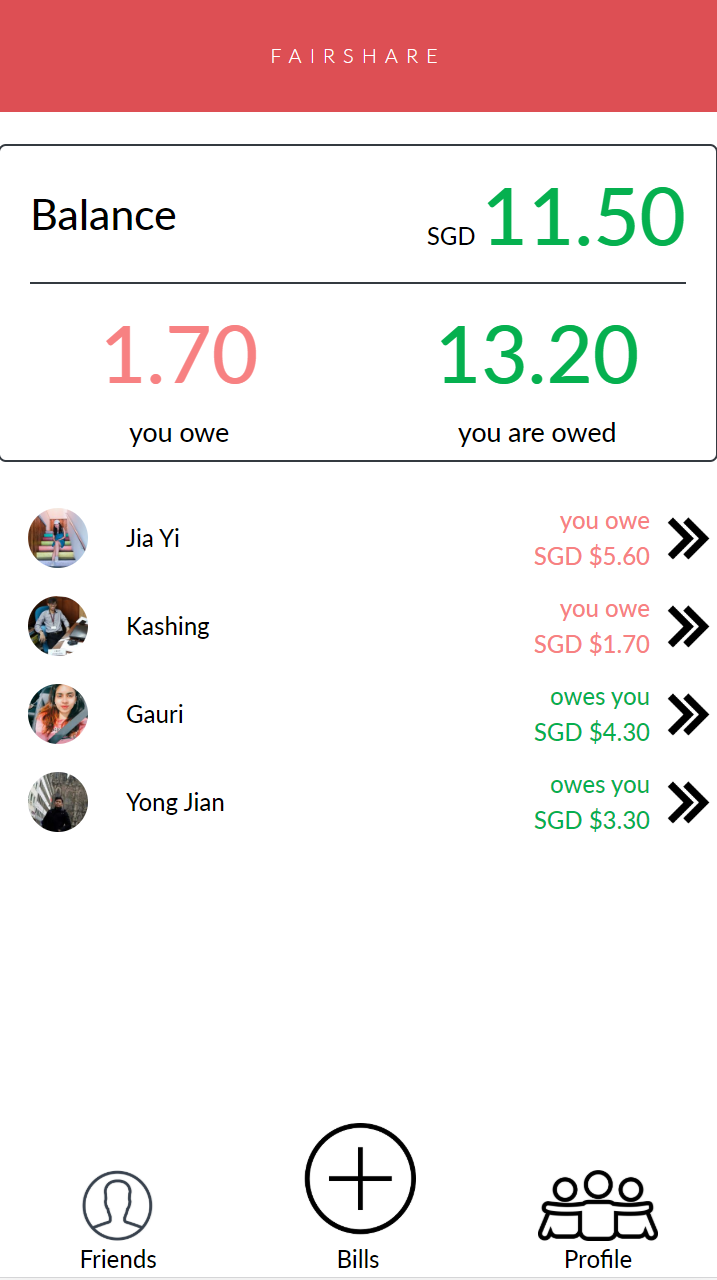 FAIRSHARE
Balance SGD 11.50
1.70 13.20
you owe you are owed
you owe
Jia Yi
SGD $5.60
you owe
Kashing
SGD $1.70
owes you
Gauri
SGD $4.30
owes you
Yong Jian
SGD $3.30
Friends Bills Profile